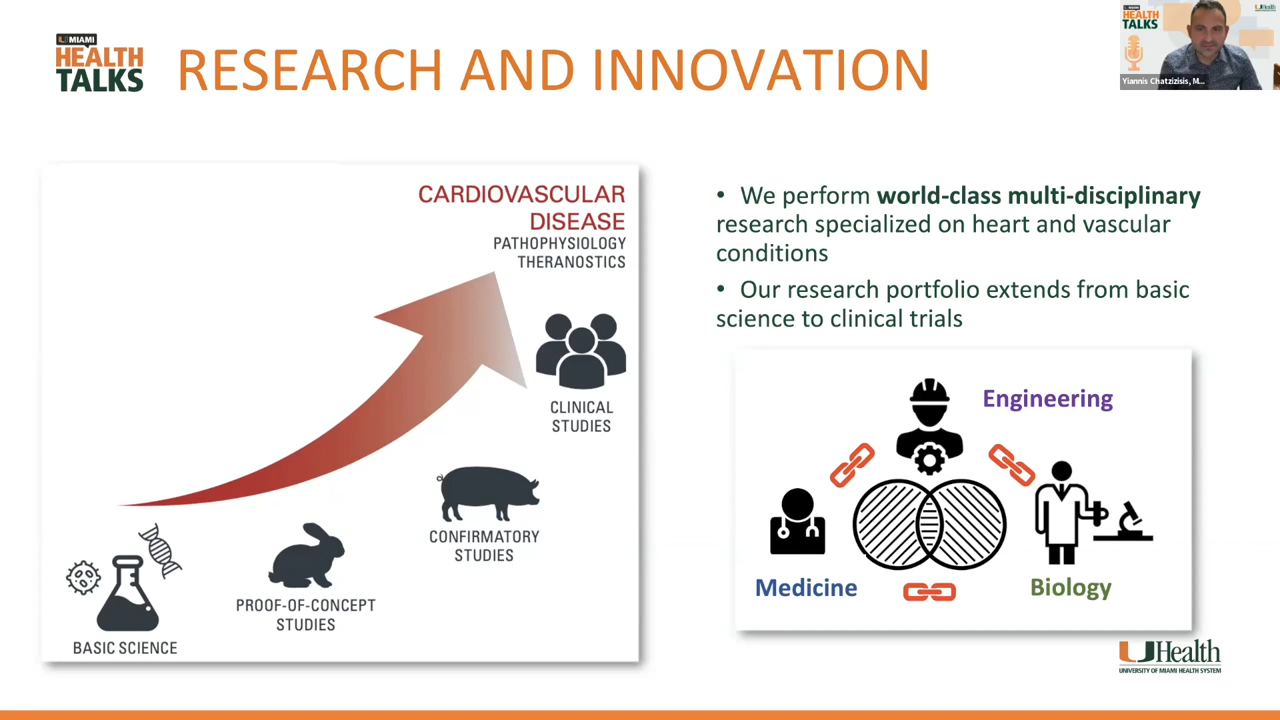 U MIAMI
HEALTH
TALKS
RESEARCH AND INNOVATION
HEALTH
TALKS
UHealth
Yiannis Chatzizisis, M...
CARDIOVASCULAR
DISEASE
PATHOPHYSIOLOGY
THERANOSTICS
CLINICAL
STUDIES
CONFIRMATORY
STUDIES
PROOF-OF-CONCEPT
STUDIES
BASIC SCIENCE
• We perform world-class multi-disciplinary
research specialized on heart and vascular
conditions
• Our research portfolio extends from basic
science to clinical trials
Engineering
Medicine
Biology
UHealth
UNIVERSITY OF MIAMI HEALTH SYSTEM